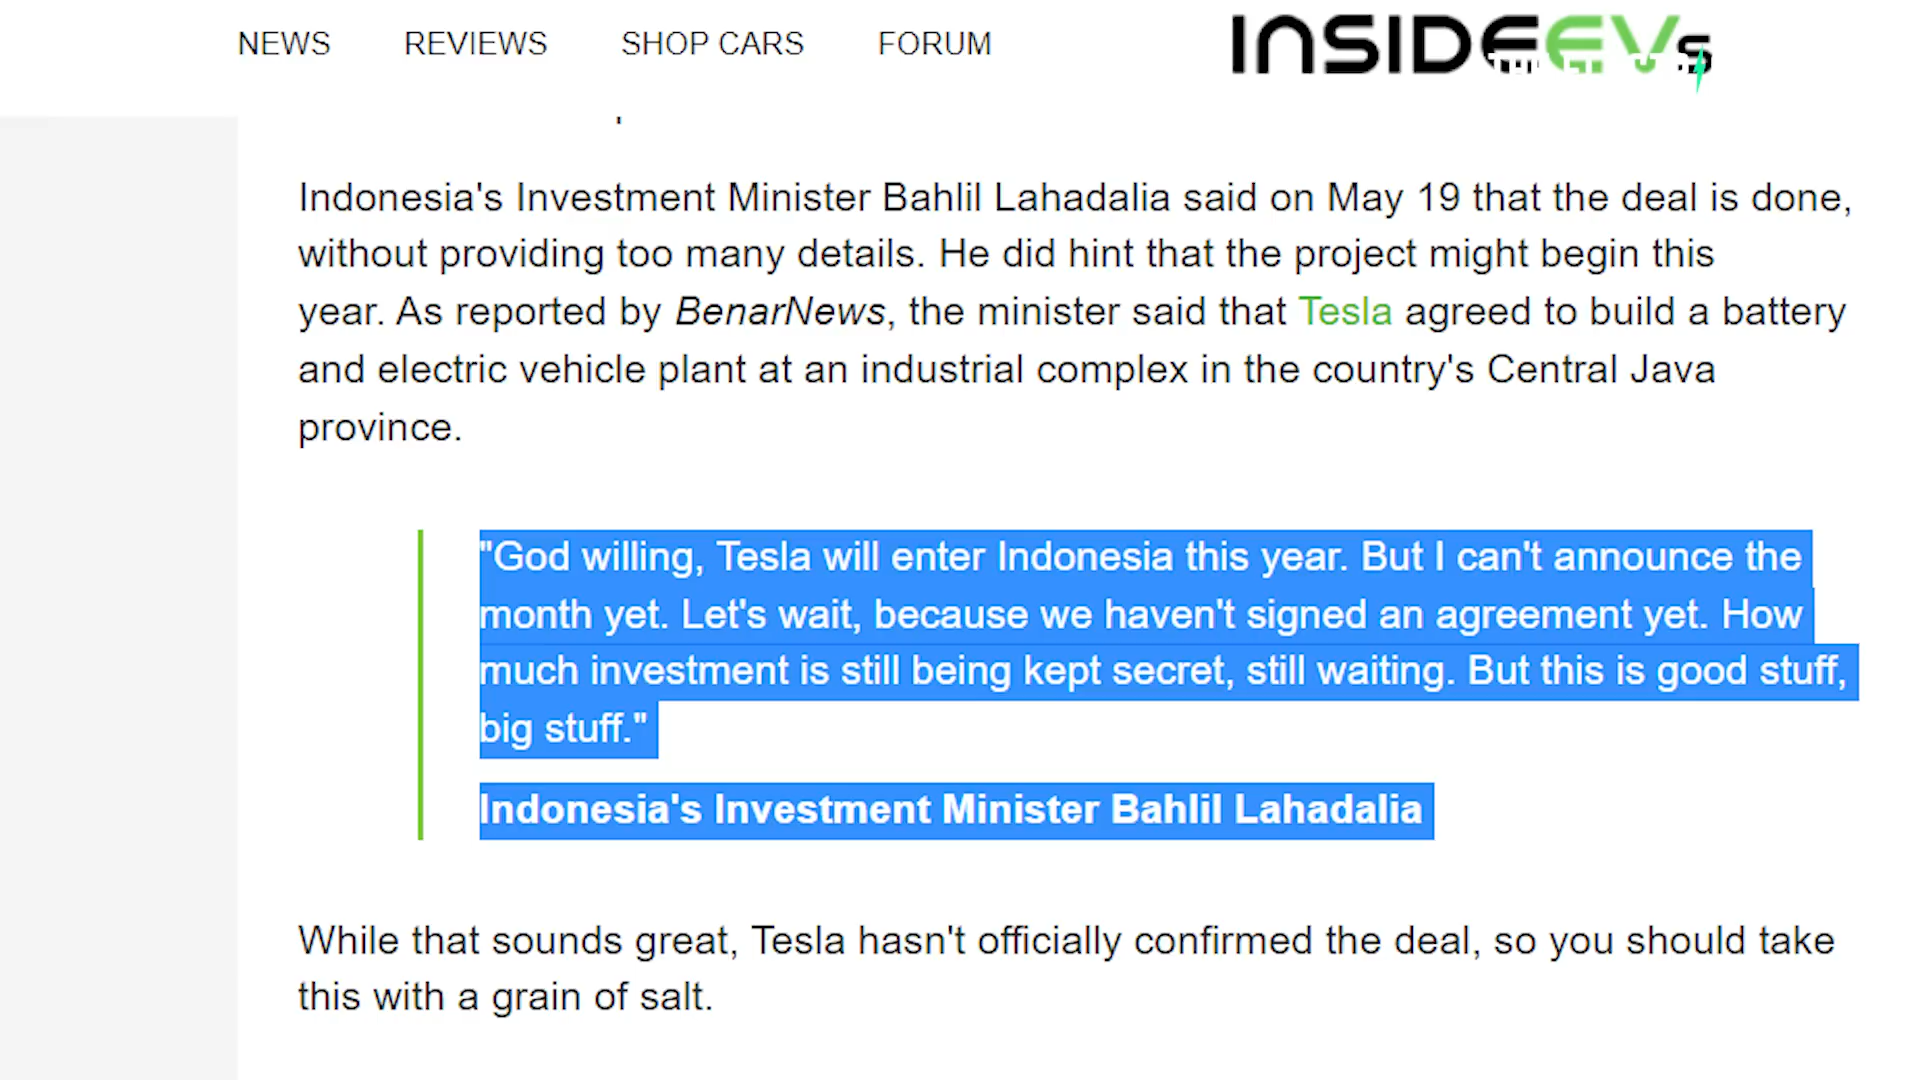 NEWS REVIEWS SHOP CARS FORUM INSIDEEVs
Indonesia's Investment Minister Bahlil Lahadalia said on May 19 that the deal is done,
without providing too many details. He did hint that the project might begin this
year. As reported by BenarNews, the minister said that Tesla agreed to build a battery
and electric vehicle plant at an industrial complex in the country's Central Java
province.
"God willing, Tesla will enter Indonesia this year. But I can't announce the
month yet. Let's wait, because we haven't signed an agreement yet. How
much investment is still being kept secret, still waiting. But this is good stuff,
big stuff."
Indonesia's Investment Minister Bahlil Lahadalia
While that sounds great, Tesla hasn't officially confirmed the deal, so you should take
this with a grain of salt.